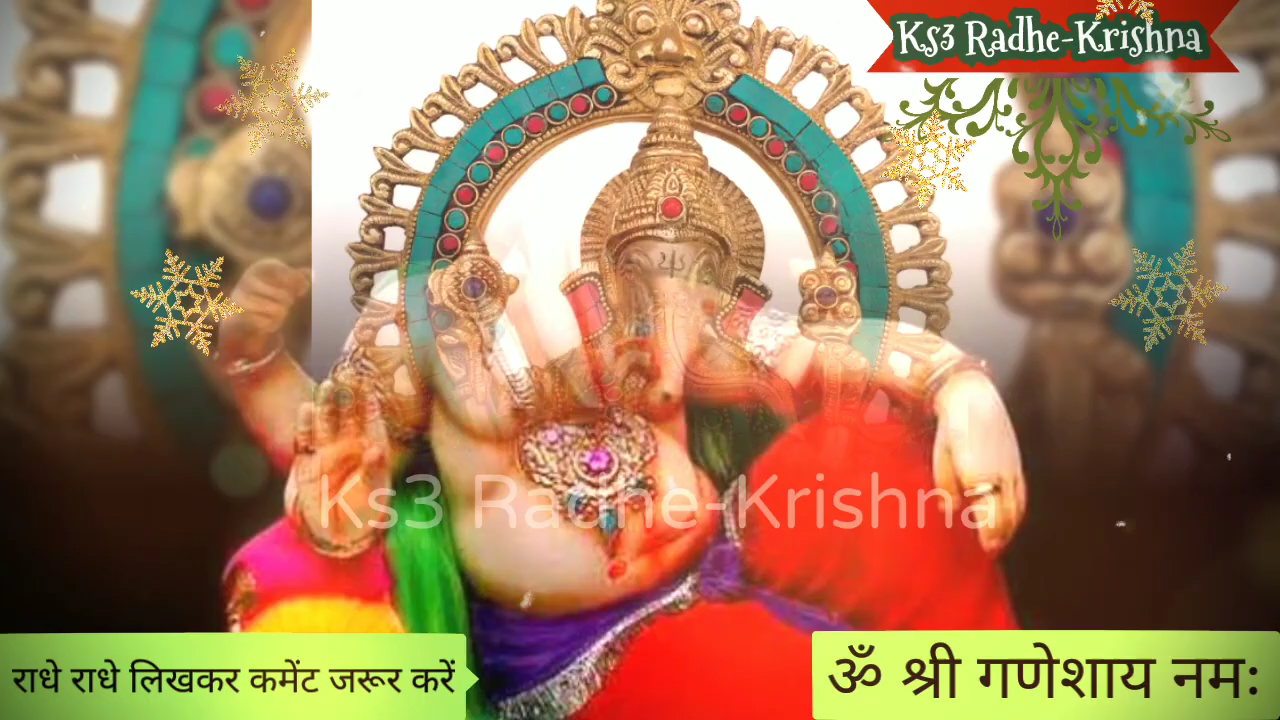 Ks3 Radhe-Krishna
Ks3 Radhe-Krishna
राधे राधे लिखकर कमेंट जरूर करें
ॐ श्री गणेशाय नमः